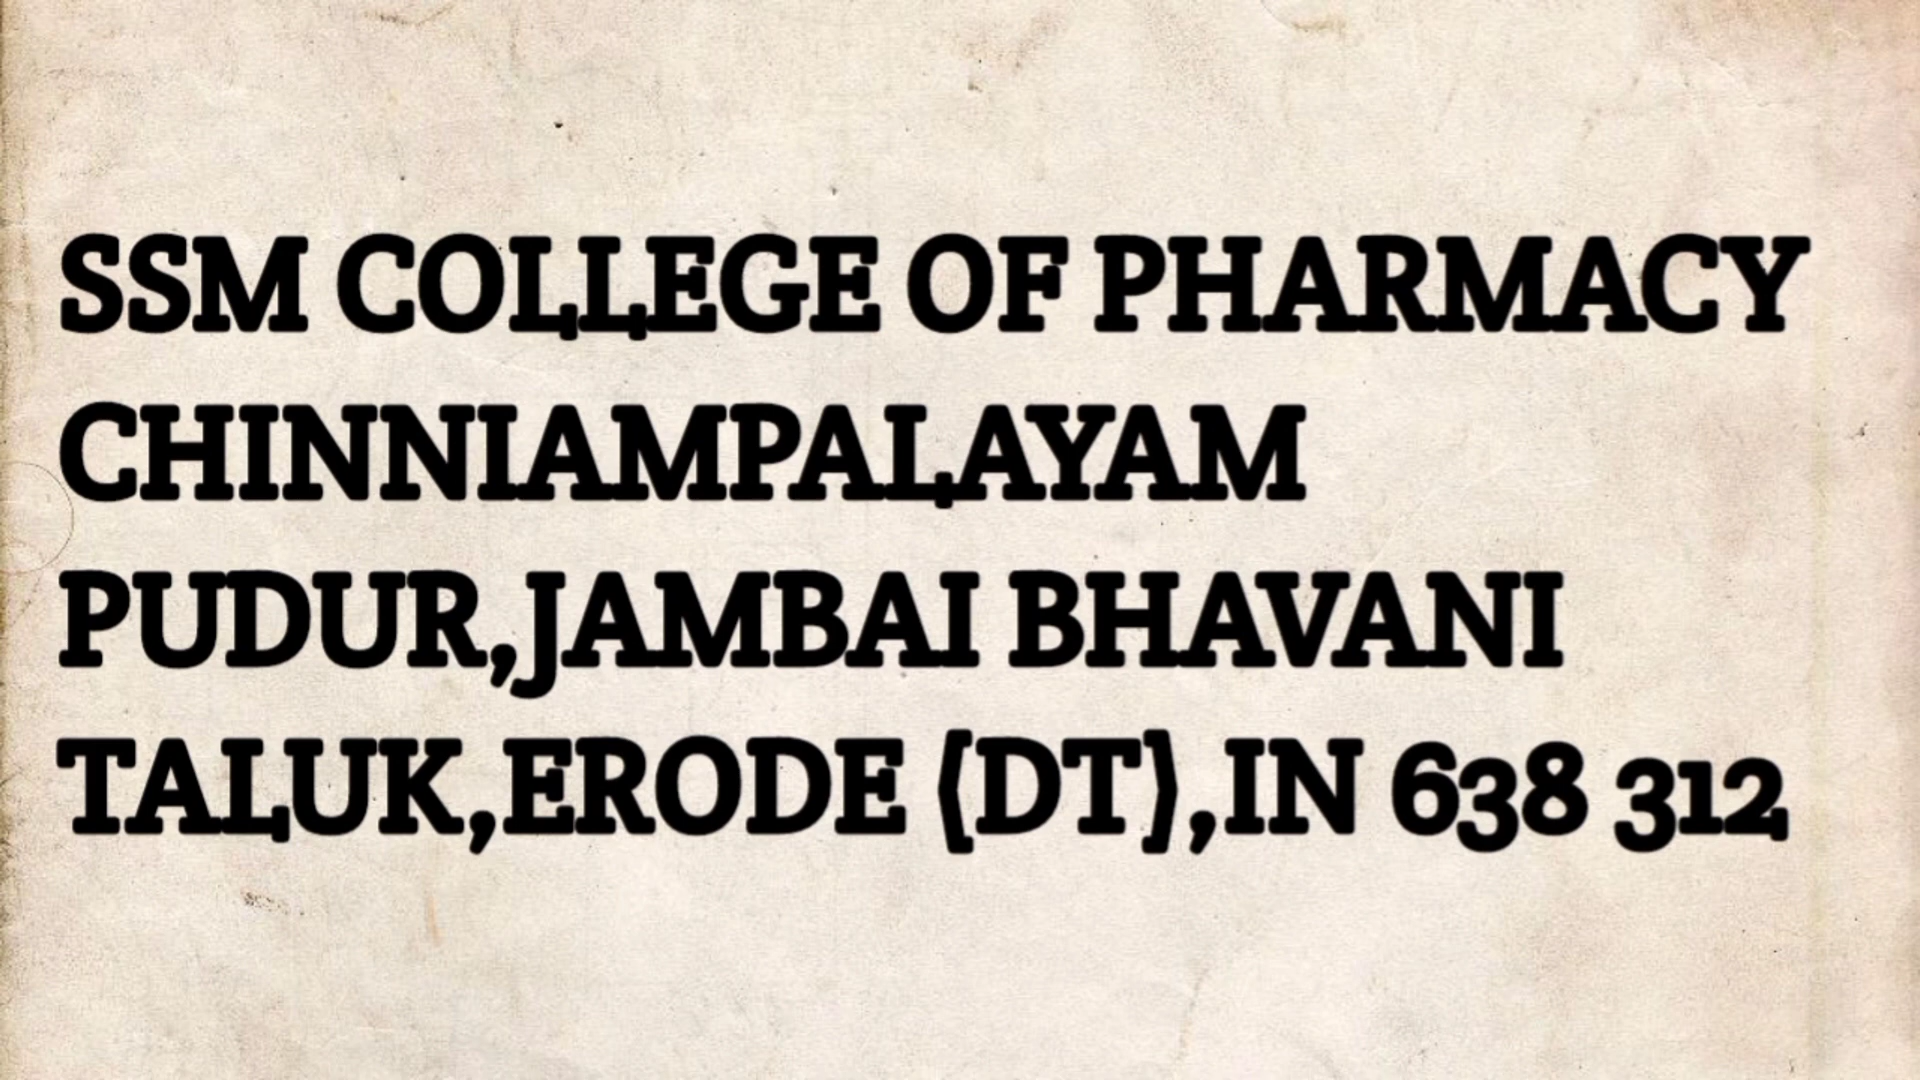 SSM COLLEGE OF PHARMACY
CHINNIAMPALAYAM
PUDUR,JAMBAI BHAVANI
TALUK,ERODE (DT),IN 638 312